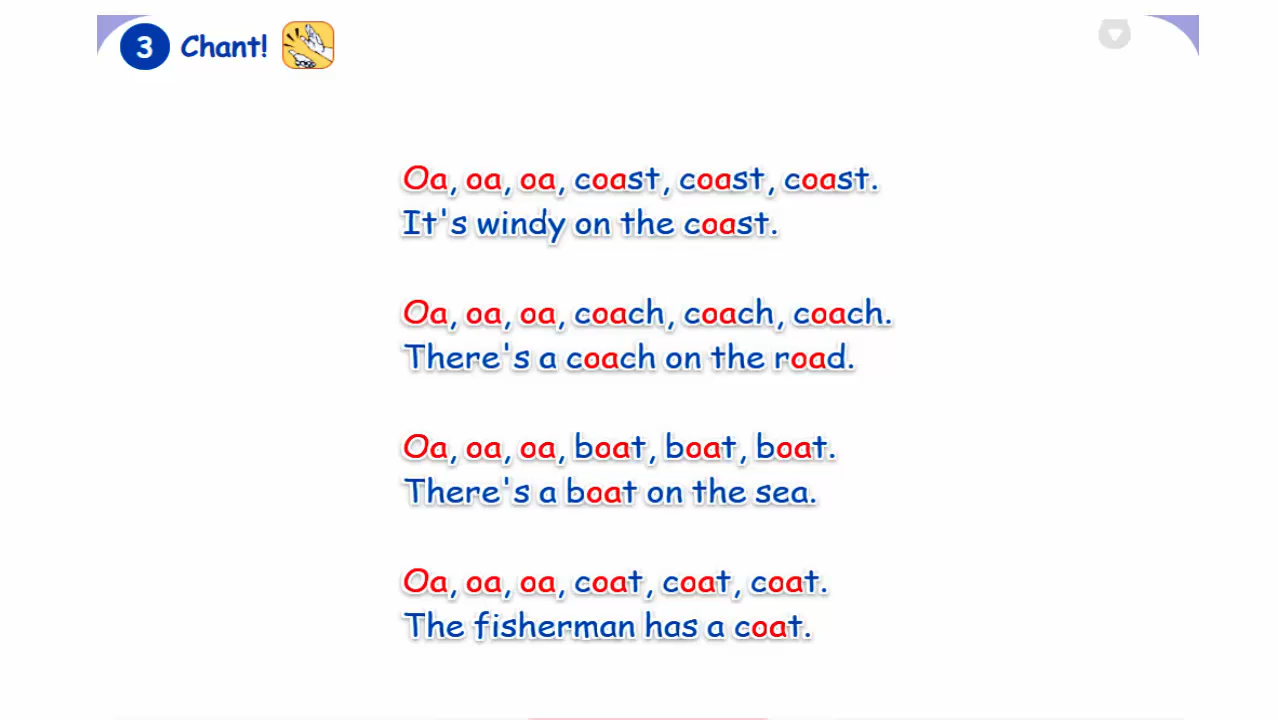 3 Chant!
Oa, oa, oa, coast, coast, coast.
It's windy on the coast.
Oa, oa, oa, coach, coach, coach.
There's a coach on the road.
Oa, oa, oa, boat, boat, boat.
There's a boat on the sea.
Oa, oa, oa, coat, coat, coat.
The fisherman has a coat.